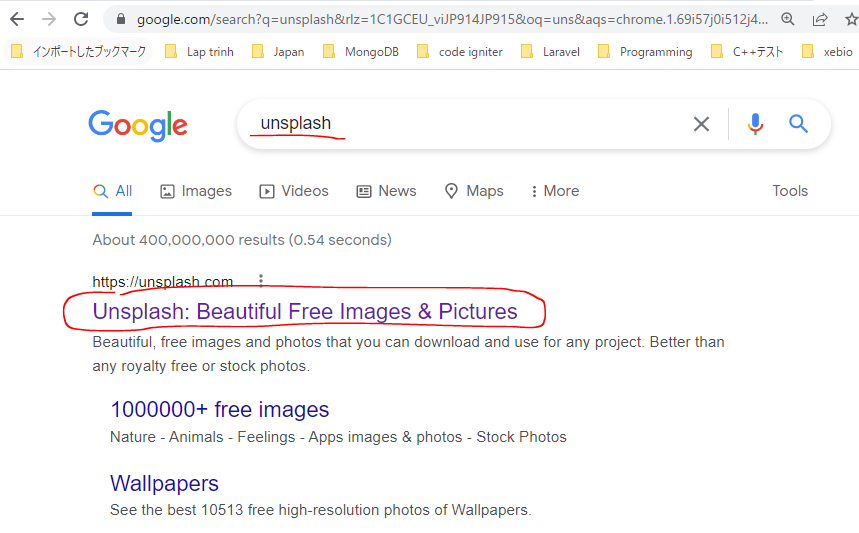 google.com/search?q=unsplash&rlz=1C1GCEU_viJP914JP915&oq=uns&aqs=chrome.1.69i57j0i512j4...
インポートしたブックマーク Lap trinh Japan MongoDB code igniter Laravel Programming C++テスト xebio
Google unsplash
All Images Videos News Maps More Tools
About 400,000,000 results (0.54 seconds)
https://unsplash.com
Unsplash: Beautiful Free Images & Pictures
Beautiful, free images and photos that you can download and use for any project. Better than
any royalty free or stock photos.
1000000+ free images
Nature - Animals - Feelings - Apps images & photos - Stock Photos
Wallpapers
See the best 10513 free high-resolution photos of Wallpapers.